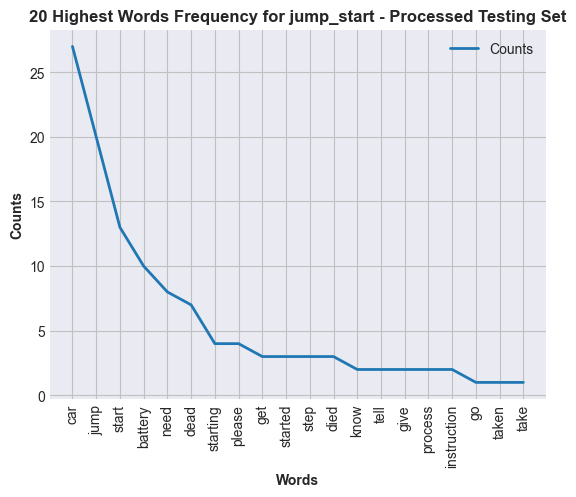 20 Highest Words Frequency for jump_start - Processed Testing Set
Counts
25
20
15
10
5
0
Counts
car
jump
start
battery
need
dead
starting
please
get
started
step
died
know
tell
give
process
instruction
go
taken
take
Words